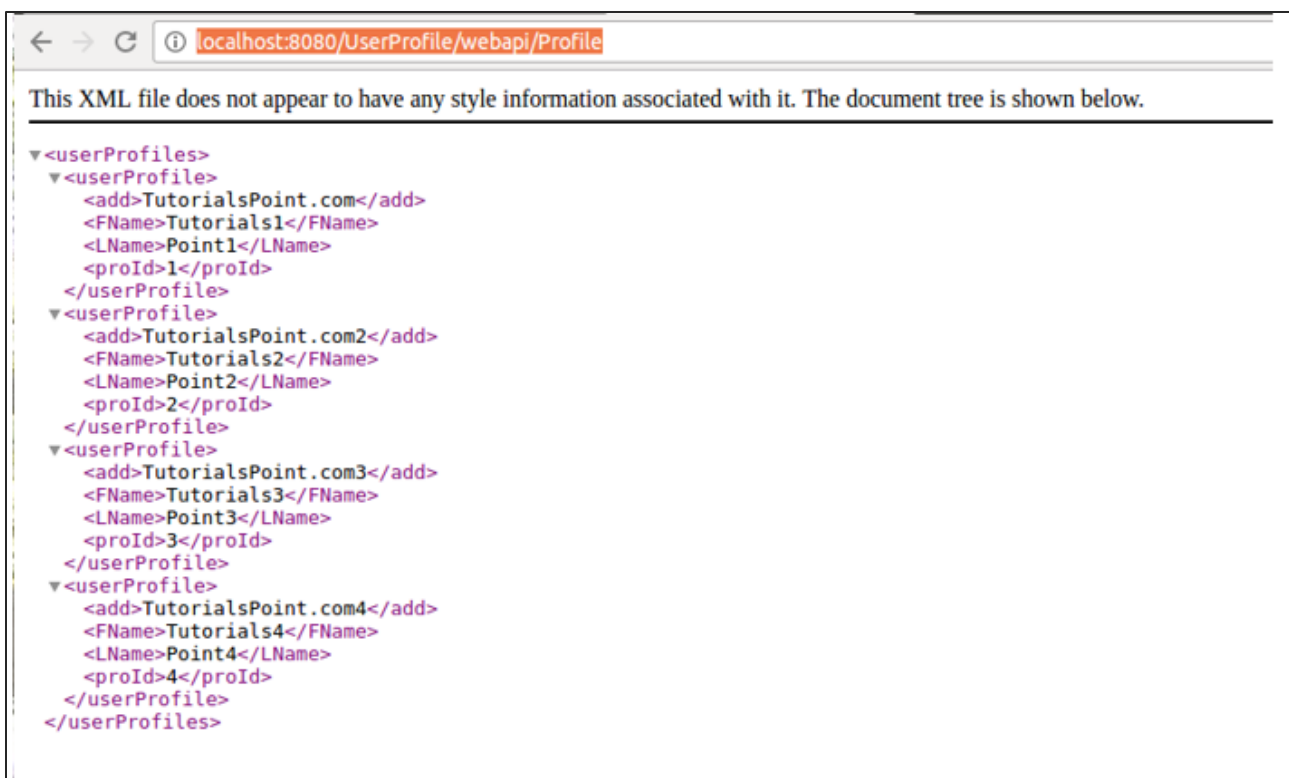 localhost:8080/UserProfile/webapi/Profile
This XML file does not appear to have any style information associated with it. The document tree is shown below.
▼<userProfiles>
▼<userProfile>
<add>TutorialsPoint.com</add>
<FName>Tutorials1</FName>
<LName>Point1</LName>
<proId>1</proId>
</userProfile>
▼<userProfile>
<add>TutorialsPoint.com2</add>
<FName>Tutorials2</FName>
<LName>Point2</LName>
<proId>2</proId>
</userProfile>
▼<userProfile>
<add>TutorialsPoint.com3</add>
<FName>Tutorials3</FName>
<LName>Point3</LName>
<proId>3</proId>
</userProfile>
▼<userProfile>
<add>TutorialsPoint.com4</add>
<FName>Tutorials4</FName>
<LName>Point4</LName>
<proId>4</proId>
</userProfile>
</userProfiles>